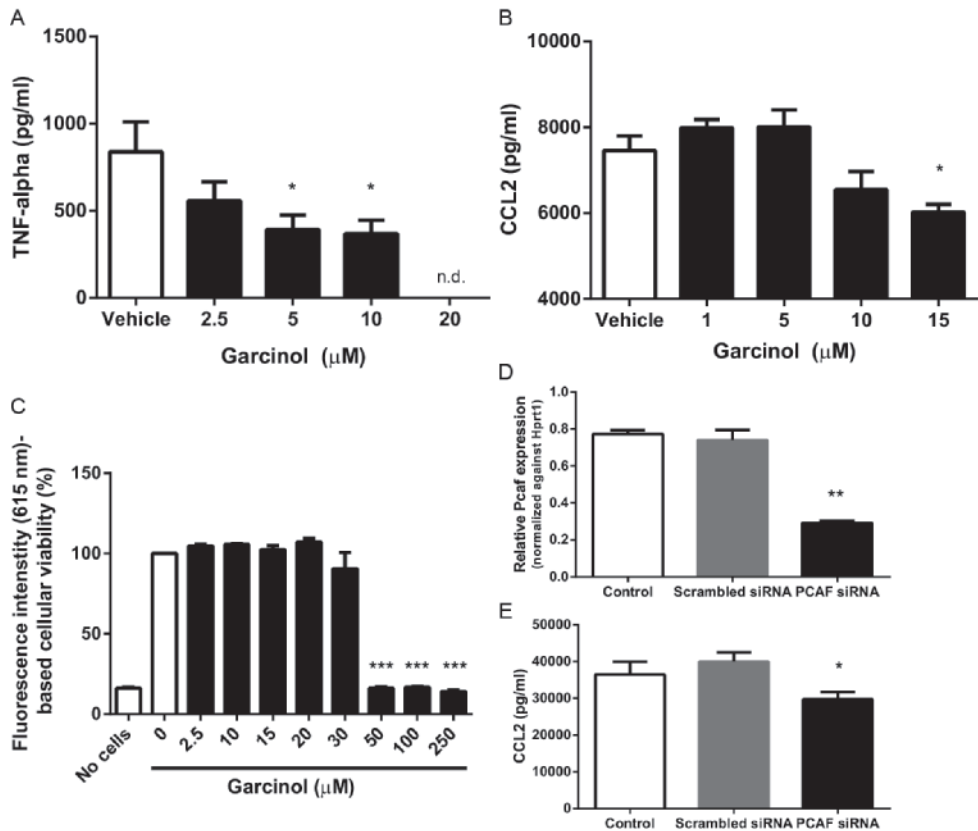 A
TNF-alpha (pg/ml)
1500
1000
500
0
* *
n.d.
Vehicle 2.5 5 10 20
Garcinol (μM)
B
CCL2 (pg/ml)
10000
8000
6000
4000
*
Vehicle 1 5 10 15
Garcinol (μM)
C
Fluorescence intenstity (615 nm)-
based cellular viability (%)
150
100
50
0
*** *** ***
No cells 0 2.5 10 15 20 30 50 100 250
Garcinol (μM)
D
Relative Pcaf expression
(normalized against Hprt1)
1.0
0.8
0.6
0.4
0.2
0.0
**
Control Scrambled siRNA PCAF siRNA
E
CCL2 (pg/ml)
50000
40000
30000
20000
10000
0
*
Control Scrambled siRNA PCAF siRNA